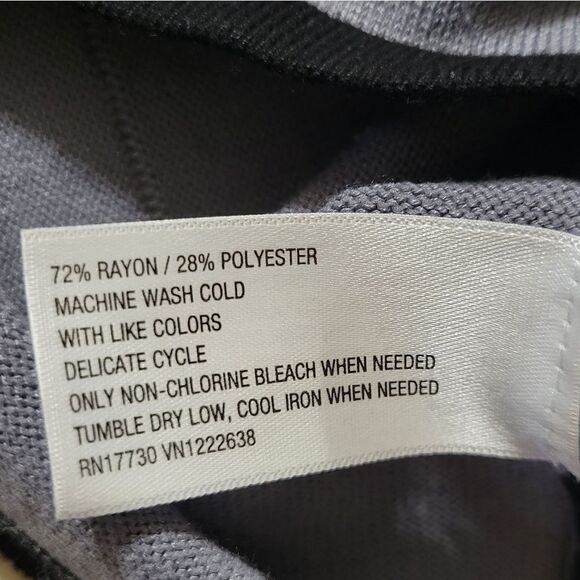 72% RAYON / 28% POLYESTER
MACHINE WASH COLD
WITH LIKE COLORS
DELICATE CYCLE
ONLY NON-CHLORINE BLEACH WHEN NEEDED
TUMBLE DRY LOW, COOL IRON WHEN NEEDED
RN17730 VN1222638